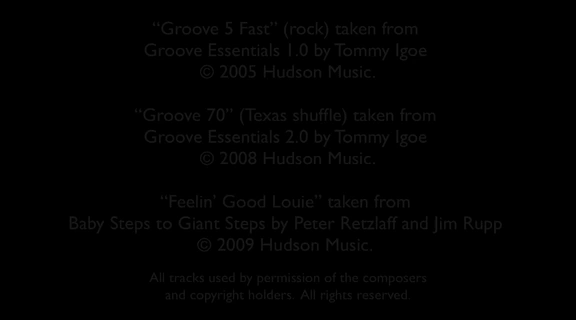 “Groove 5 Fast” (rock) taken from
Groove Essentials 1.0 by Tommy Igoe
© 2005 Hudson Music.
“Groove 70” (Texas shuffle) taken from
Groove Essentials 2.0 by Tommy Igoe
© 2008 Hudson Music.
“Feelin’ Good Louie” taken from
Baby Steps to Giant Steps by Peter Retzlaff and Jim Rupp
© 2009 Hudson Music.
All tracks used by permission of the composers
and copyright holders. All rights reserved.